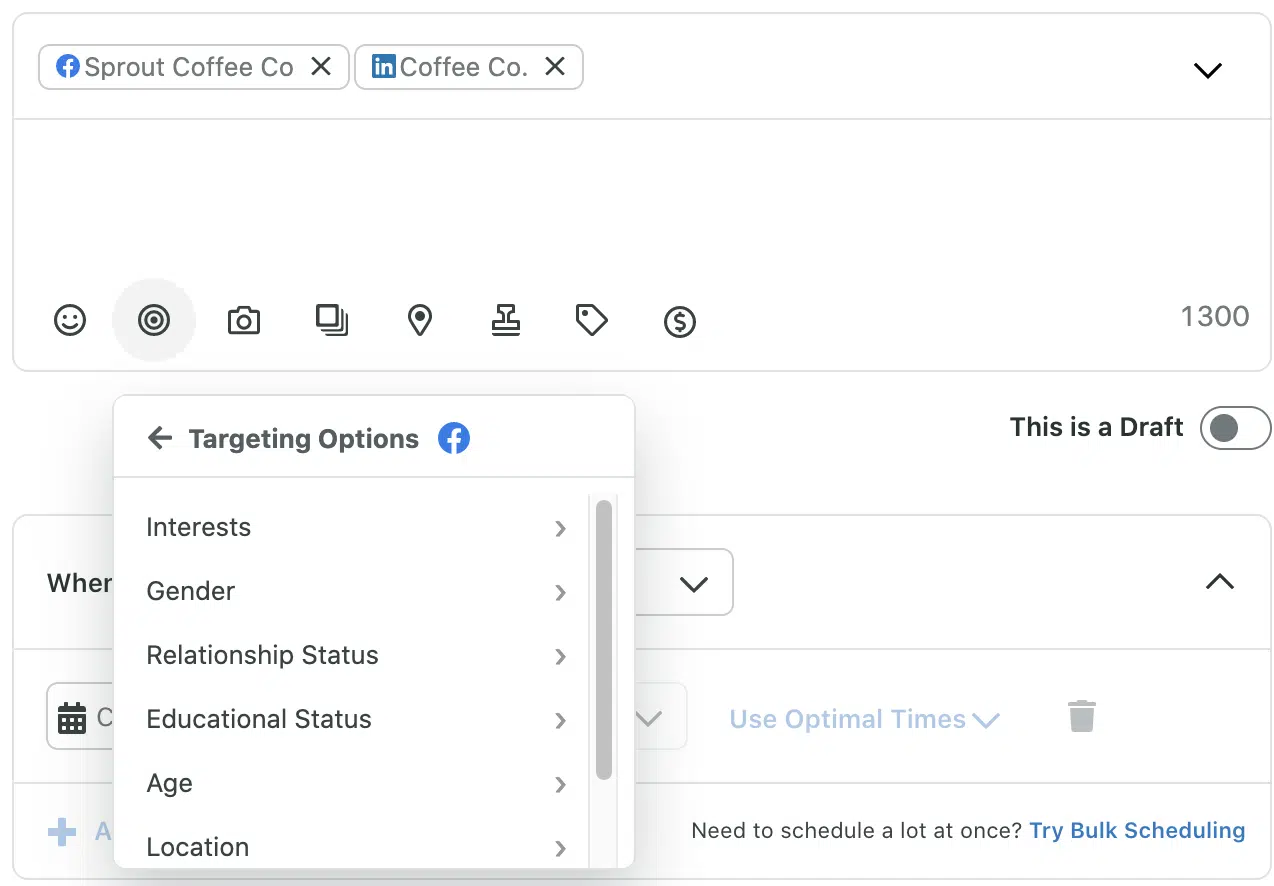 Sprout Coffee Co
Coffee Co.
1300
This is a Draft
Targeting Options
Interests
Gender
Relationship Status
Educational Status
Age
Location
Use Optimal Times
Need to schedule a lot at once? Try Bulk Scheduling